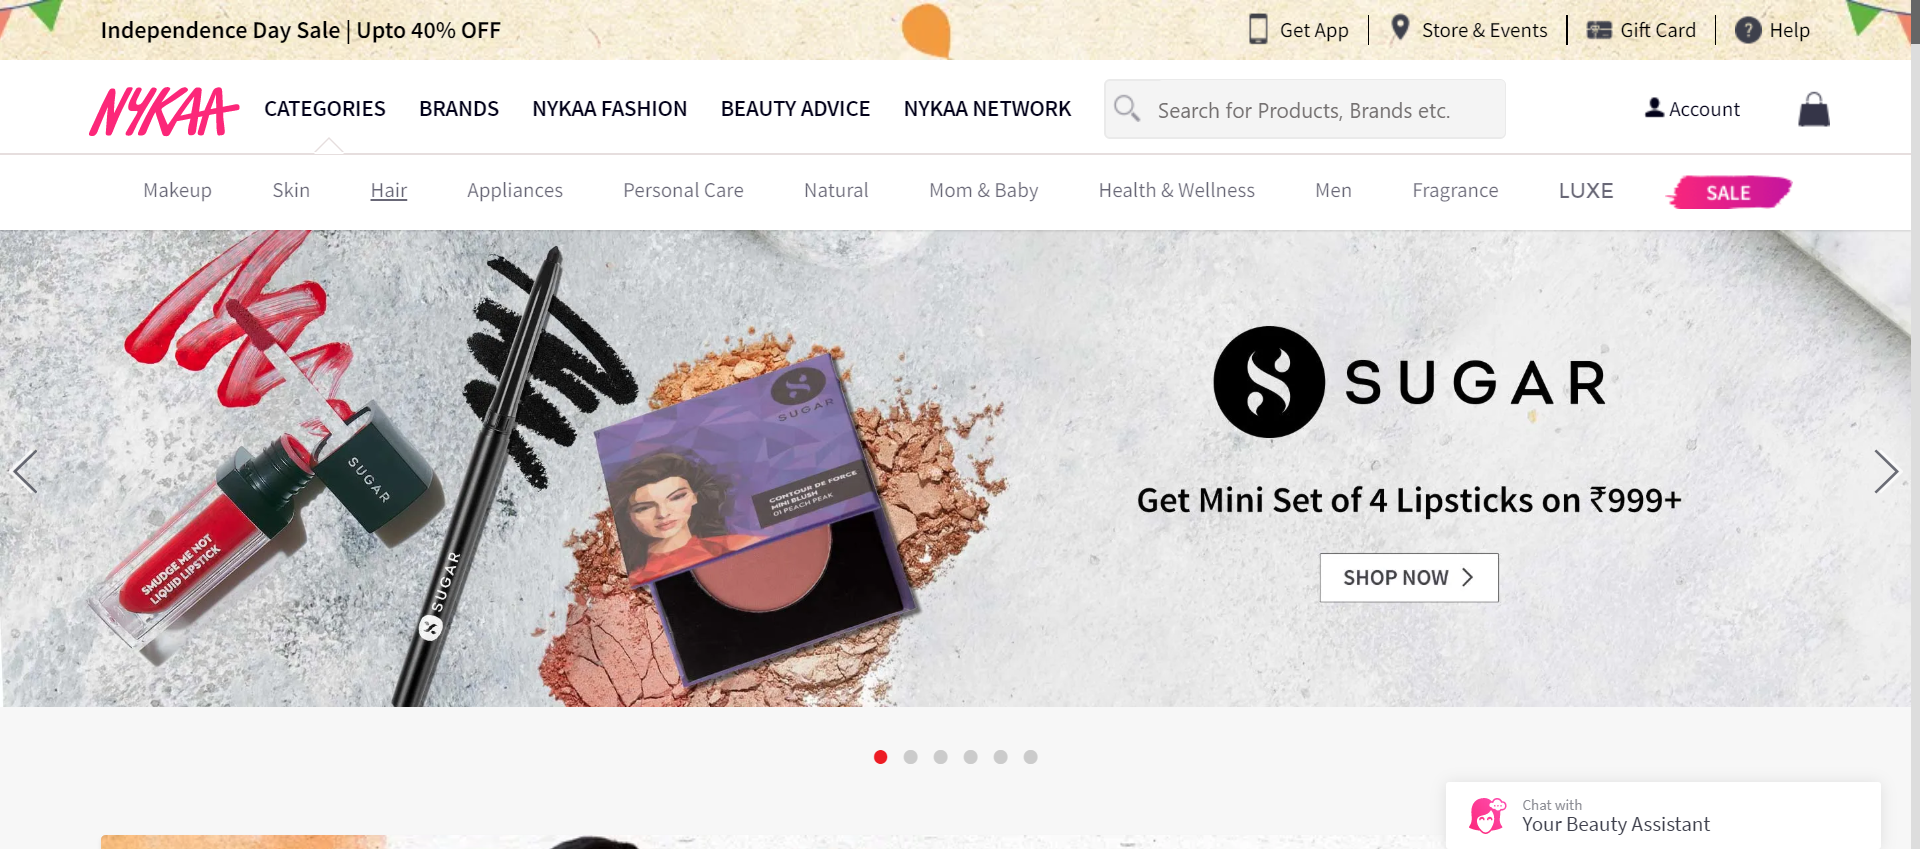 Independence Day Sale | Upto 40% OFF
Get App
Store & Events
Gift Card
? Help
NYKAA
CATEGORIES
BRANDS
NYKAA FASHION
BEAUTY ADVICE
NYKAA NETWORK
Search for Products, Brands etc.
Account
Makeup
Skin
Hair
Appliances
Personal Care
Natural
Mom & Baby
Health & Wellness
Men
Fragrance
LUXE
SALE
SUGAR
SMUDGE ME NOT
LIQUID LIPSTICK
SUGAR
SUGAR
CONTOUR DE FORCE
MINI BLUSH
01 PEACH PEAK
SUGAR
Get Mini Set of 4 Lipsticks on ₹999+
SHOP NOW
Chat with
Your Beauty Assistant